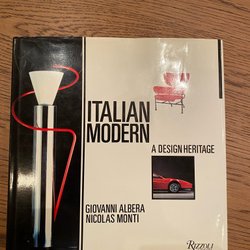 ITALIAN
MODERN
A DESIGN HERITAGE
GIOVANNI ALBERA
NICOLAS MONTI
RIZZOLI